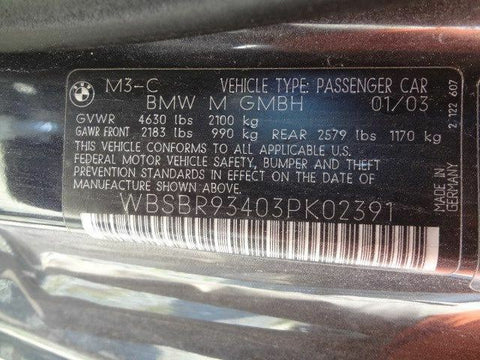 BMW
M3-C VEHICLE TYPE: PASSENGER CAR
BMW M GMBH 01/03
GVWR 4630 lbs 2100 kg
GAWR FRONT 2183 lbs 990 kg REAR 2579 lbs 1170 kg
THIS VEHICLE CONFORMS TO ALL APPLICABLE U.S.
FEDERAL MOTOR VEHICLE SAFETY, BUMPER AND THEFT
PREVENTION STANDARDS IN EFFECT ON THE DATE OF
MANUFACTURE SHOWN ABOVE.
WBSBR93403PK02391
2 122 607
MADE IN
GERMANY